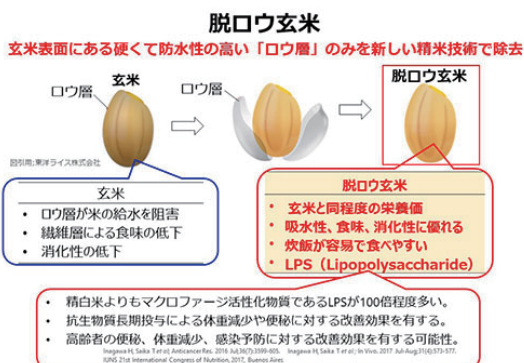 脱ロウ玄米
玄米表面にある硬くて防水性の高い「ロウ層」のみを新しい精米技術で除去
玄米
ロウ層
ロウ層
脱ロウ玄米
図引用:東洋ライス株式会社
玄米
• ロウ層が米の給水を阻害
• 繊維層による食味の低下
• 消化性の低下
脱ロウ玄米
• 玄米と同程度の栄養価
• 吸水性、食味、消化性に優れる
• 炊飯が容易で食べやすい
• LPS(Lipopolysaccharide)
• 精白米よりもマクロファージ活性化物質であるLPSが100倍程度多い。
• 抗生物質長期投与による体重減少や便秘に対する改善効果を有する。
• 高齢者の便秘、体重減少、感染予防に対する改善効果を有する可能性。
Inagawa H, Saika T et al; Anticancer Res. 2016 Jul;36(7):3599-605. Inagawa H, Saika T et al; In Vivo. 2017 Jul-Aug;31(4):573-577.
IUNS 21st International Congress of Nutrition, 2017, Buenos Aires